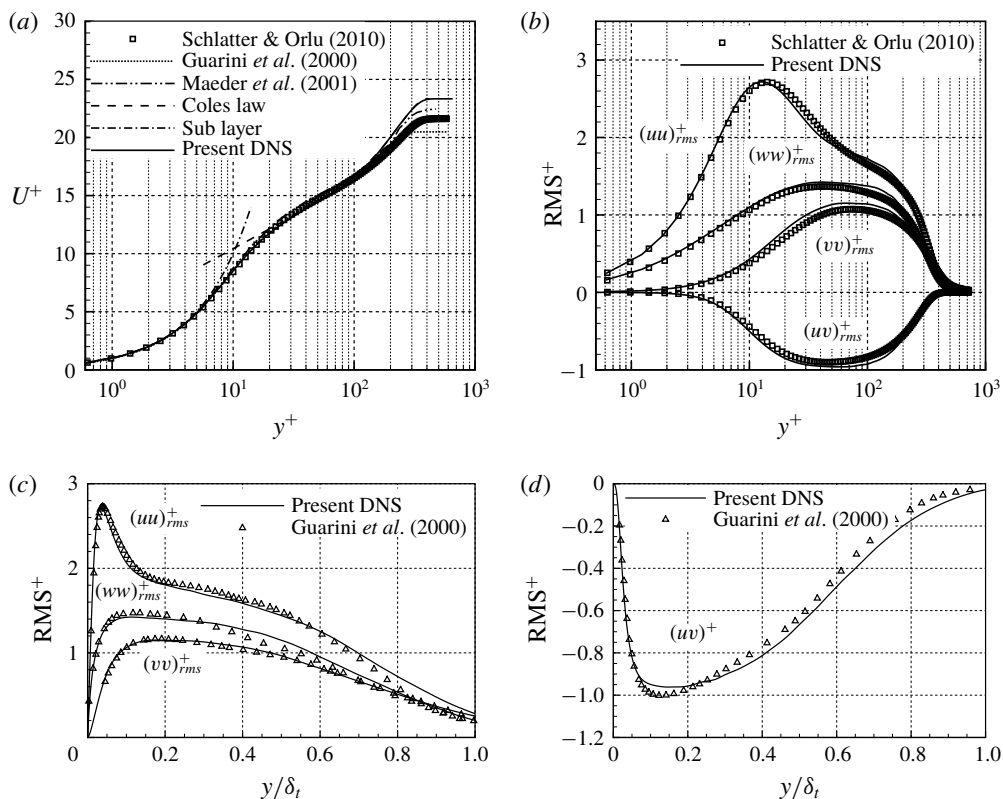 (a)
30
25
20
15
10
5
0
U+
Schlatter & Orlu (2010)
Guarini et al. (2000)
Maeder et al. (2001)
Coles law
Sub layer
Present DNS
10^0
10^1
10^2
10^3
y+
(b)
3
2
1
0
−1
RMS+
Schlatter & Orlu (2010)
Present DNS
(uu)+rms
(ww)+rms
(vv)+rms
(uv)+rms
10^0
10^1
10^2
10^3
y+
(c)
3
2
1
RMS+
Present DNS
Guarini et al. (2000)
(uu)+rms
(ww)+rms
(vv)+rms
0
0.2
0.4
0.6
0.8
1.0
y/δt
(d)
0
−0.2
−0.4
−0.6
−0.8
−1.0
−1.2
RMS+
Present DNS
Guarini et al. (2000)
(uv)+
0
0.2
0.4
0.6
0.8
1.0
y/δt